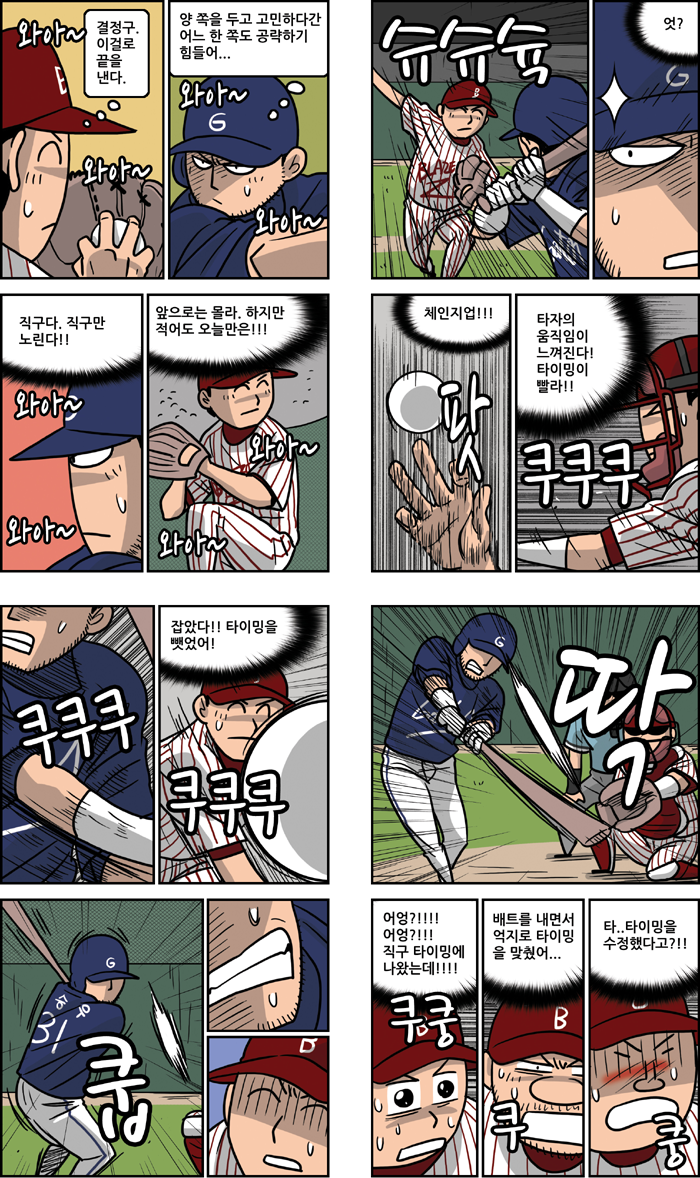 와아~
결정구.
이걸로
끝을
낸다.
B
와아~
양 쪽을 두고 고민하다간
어느 한 쪽도 공략하기
힘들어...
와아~
G
와아~
직구다. 직구만
노린다!!
와아~
와아~
앞으로는 몰라. 하지만
적어도 오늘만은!!!
와아~
와아~
슈슈슉
B
BLAZE
엇?
G
체인지업!!!
팟
타자의
움직임이
느껴진다!
타이밍이
빨라!!
쿠쿠쿠
쿠쿠쿠
잡았다!! 타이밍을
뺏었어!
쿠쿠쿠
G
31
쿱
B
G
딱
어엉?!!!!
어엉?!!!
직구 타이밍에
나왔는데!!!!
쿠쿵
B
배트를 내면서
억지로 타이밍
을 맞췄어...
B
쿠
타..타이밍을
수정했다고?!!
쿵